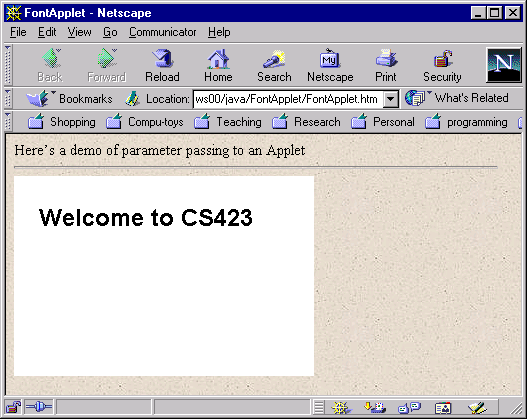 FontApplet - Netscape
File Edit View Go Communicator Help
Back Forward Reload Home Search Netscape Print Security N
My
Bookmarks Location: ws00/java/FontApplet/FontApplet.htm What's Related
Shopping Compu-toys Teaching Research Personal programming
Here's a demo of parameter passing to an Applet
Welcome to CS423